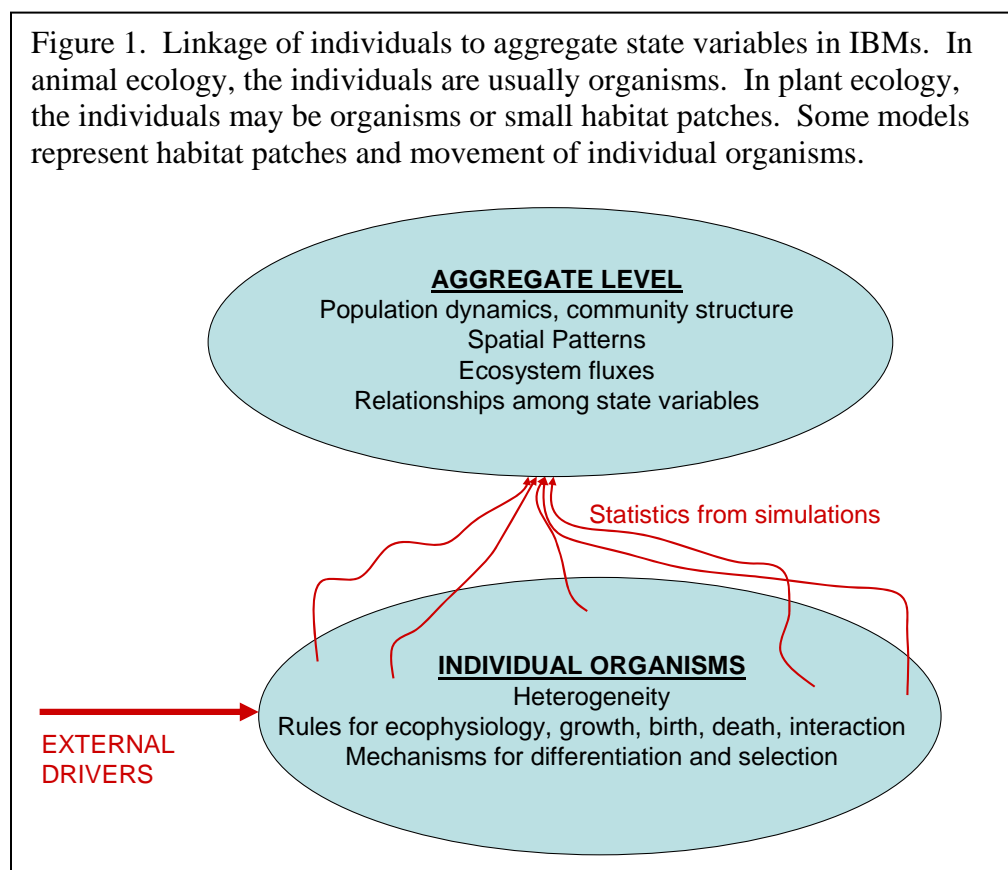 Figure 1.  Linkage of individuals to aggregate state variables in IBMs.  In
animal ecology, the individuals are usually organisms.  In plant ecology,
the individuals may be organisms or small habitat patches.  Some models
represent habitat patches and movement of individual organisms.
AGGREGATE LEVEL
Population dynamics, community structure
Spatial Patterns
Ecosystem fluxes
Relationships among state variables
Statistics from simulations
INDIVIDUAL ORGANISMS
Heterogeneity
Rules for ecophysiology, growth, birth, death, interaction
Mechanisms for differentiation and selection
EXTERNAL
DRIVERS